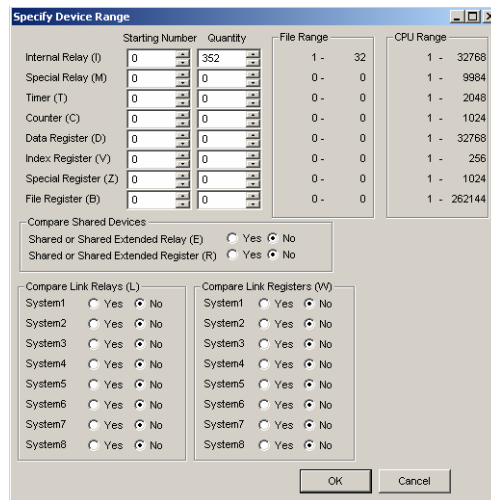 Specify Device Range
Starting Number Quantity File Range CPU Range
Internal Relay (I) 0 352 1 - 32 1 - 32768
Special Relay (M) 0 0 0 - 0 1 - 9984
Timer (T) 0 0 0 - 0 1 - 2048
Counter (C) 0 0 0 - 0 1 - 1024
Data Register (D) 0 0 0 - 0 1 - 32768
Index Register (V) 0 0 0 - 0 1 - 256
Special Register (Z) 0 0 0 - 0 1 - 1024
File Register (B) 0 0 0 - 0 1 - 262144
Compare Shared Devices
Shared or Shared Extended Relay (E) Yes No
Shared or Shared Extended Register (R) Yes No
Compare Link Relays (L) Compare Link Registers (W)
System1 Yes No System1 Yes No
System2 Yes No System2 Yes No
System3 Yes No System3 Yes No
System4 Yes No System4 Yes No
System5 Yes No System5 Yes No
System6 Yes No System6 Yes No
System7 Yes No System7 Yes No
System8 Yes No System8 Yes No
OK Cancel